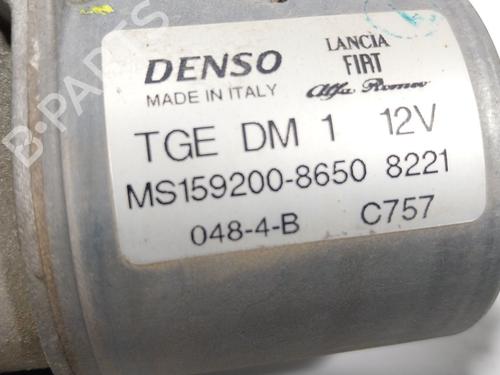 DENSO
MADE IN ITALY
LANCIA
FIAT
Alfa Romeo
TGE DM 1 12V
MS159200-8650 8221
048-4-B C757
B-PARTS